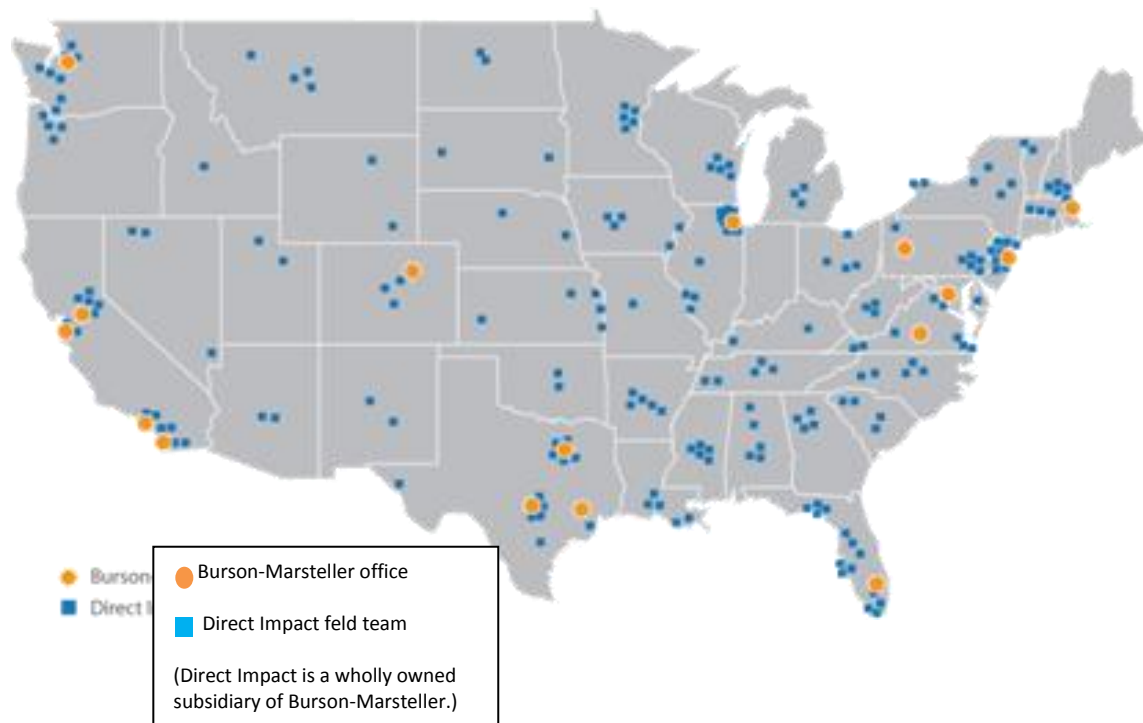 Burson-
Direct I
Burson-Marsteller office
Direct Impact feld team
(Direct Impact is a wholly owned
subsidiary of Burson-Marsteller.)